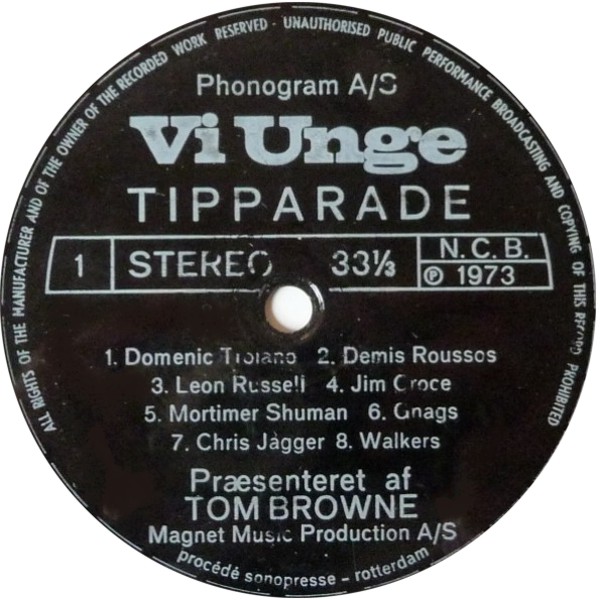 ALL RIGHTS OF THE MANUFACTURER AND OF THE OWNER OF THE RECORDED WORK RESERVED - UNAUTHORISED PUBLIC PERFORMANCE BROADCASTING AND COPYING OF THIS RECORD PROHIBITED
Phonogram A/S
Vi Unge
TIPPARADE
1 STEREO 33⅓ N.C.B.
℗ 1973
1. Domenic Troiano 2. Demis Roussos
3. Leon Russell 4. Jim Croce
5. Mortimer Shuman 6. Gnags
7. Chris Jagger 8. Walkers
Præsenteret af
TOM BROWNE
Magnet Music Production A/S
procédé sonopresse – rotterdam